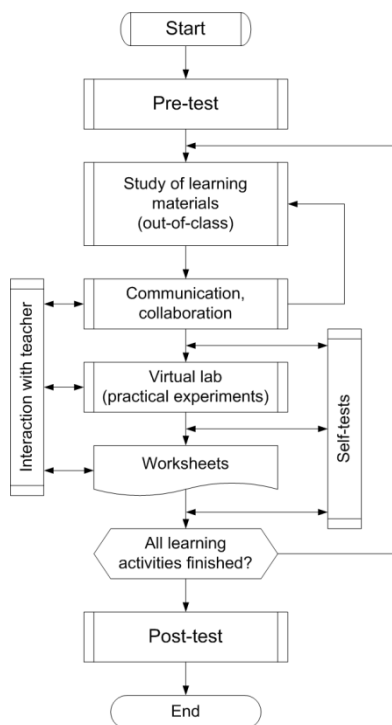 Start
Pre-test
Study of learning
materials
(out-of-class)
Communication,
collaboration
Interaction with teacher
Virtual lab
(practical experiments)
Self-tests
Worksheets
All learning
activities finished?
Post-test
End